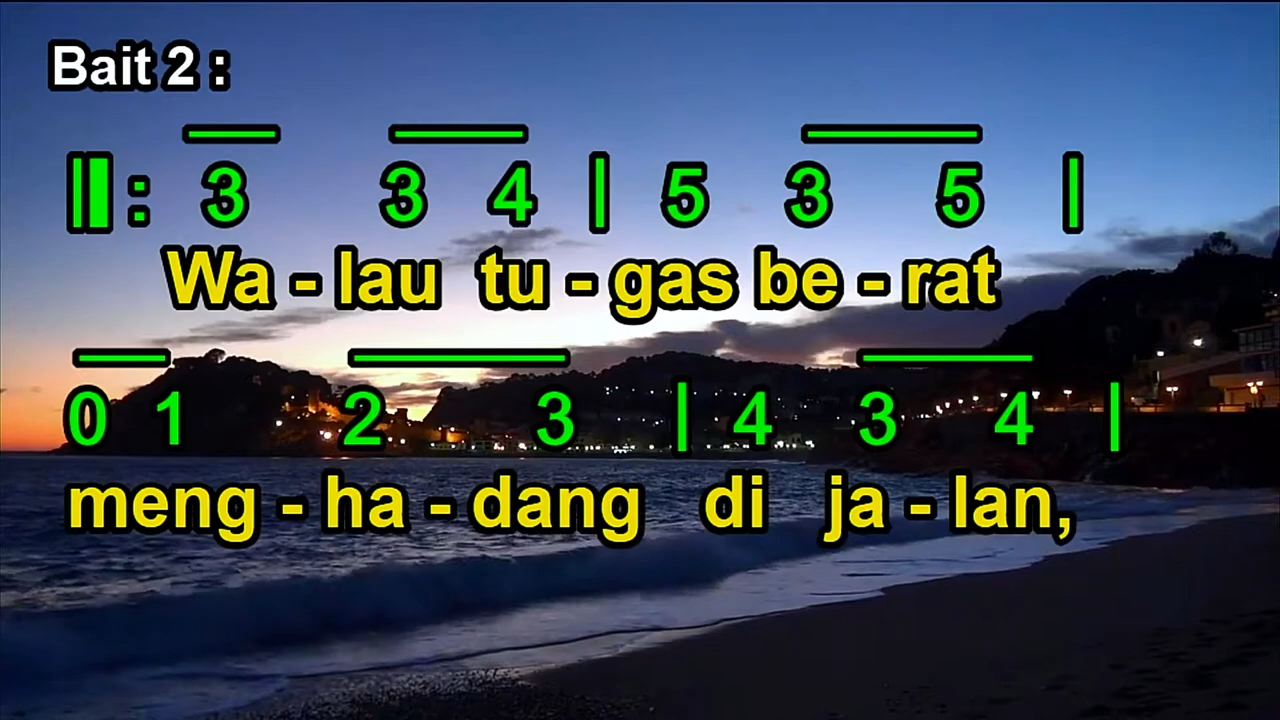 Bait 2 :
||: 3 3 4 | 5 3 5 |
Wa - lau tu - gas be - rat
0 1 2 3 | 4 3 4 |
meng - ha - dang di ja - lan,